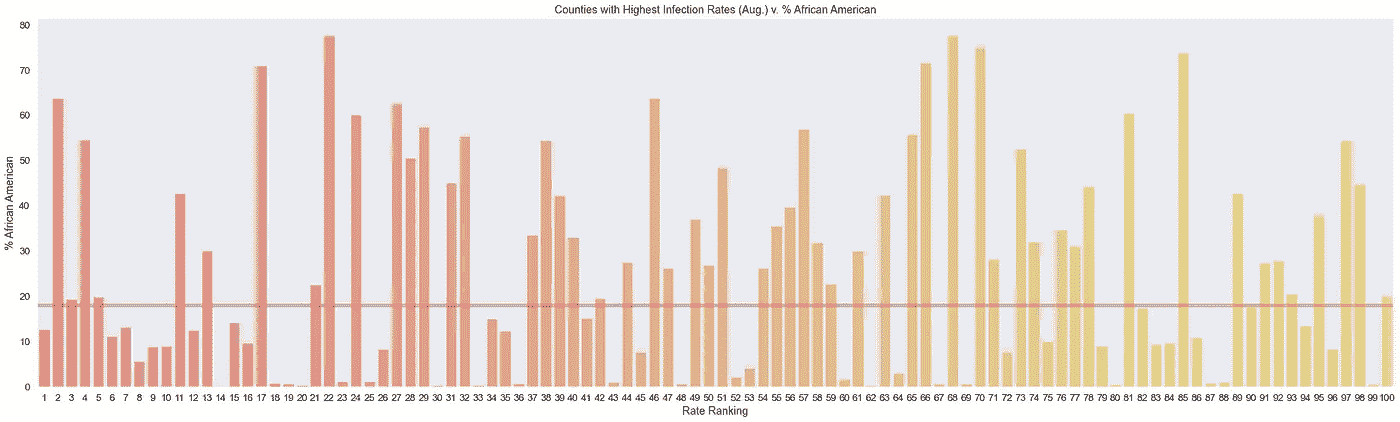 Counties with Highest Infection Rates (Aug.) v. % African American
80
70
60
50
40
30
20
10
0
% African American
1 2 3 4 5 6 7 8 9 10 11 12 13 14 15 16 17 18 19 20 21 22 23 24 25 26 27 28 29 30 31 32 33 34 35 36 37 38 39 40 41 42 43 44 45 46 47 48 49 50 51 52 53 54 55 56 57 58 59 60 61 62 63 64 65 66 67 68 69 70 71 72 73 74 75 76 77 78 79 80 81 82 83 84 85 86 87 88 89 90 91 92 93 94 95 96 97 98 99 100
Rate Ranking